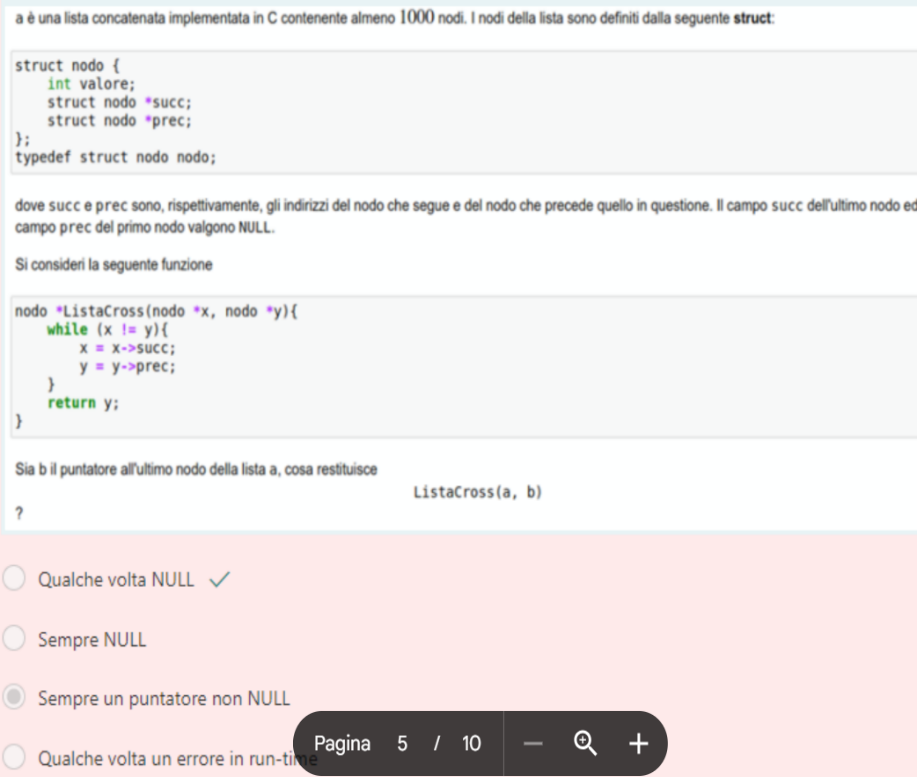 a è una lista concatenata implementata in C contenente almeno 1000 nodi. I nodi della lista sono definiti dalla seguente struct:
struct nodo {
    int valore;
    struct nodo *succ;
    struct nodo *prec;
};
typedef struct nodo nodo;
dove succ e prec sono, rispettivamente, gli indirizzi del nodo che segue e del nodo che precede quello in questione. Il campo succ dell'ultimo nodo ed
campo prec del primo nodo valgono NULL.
Si consideri la seguente funzione
nodo *ListaCross(nodo *x, nodo *y){
    while (x != y){
        x = x->succ;
        y = y->prec;
    }
    return y;
}
Sia b il puntatore all'ultimo nodo della lista a, cosa restituisce
ListaCross(a, b)
?
Qualche volta NULL ✓
Sempre NULL
Sempre un puntatore non NULL
Qualche volta un errore in run-time
Pagina 5 / 10